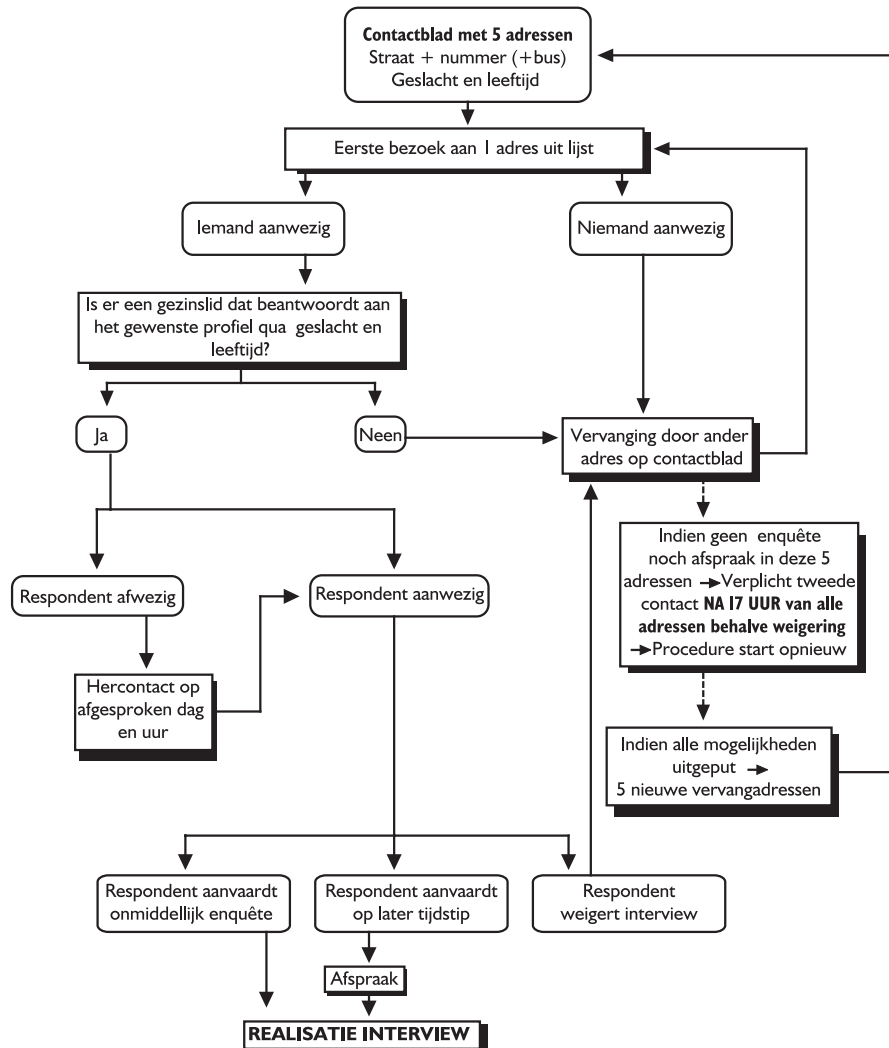 Contactblad met 5 adressen
Straat + nummer (+bus)
Geslacht en leeftijd
Eerste bezoek aan 1 adres uit lijst
Iemand aanwezig
Niemand aanwezig
Is er een gezinslid dat beantwoordt aan
het gewenste profiel qua geslacht en
leeftijd?
Ja
Neen
Vervanging door ander
adres op contactblad
Indien geen enquête
noch afspraak in deze 5
adressen → Verplicht tweede
contact NA 17 UUR van alle
adressen behalve weigering
→ Procedure start opnieuw
Respondent afwezig
Respondent aanwezig
Hercontact op
afgesproken dag
en uur
Indien alle mogelijkheden
uitgeput →
5 nieuwe vervangadressen
Respondent aanvaardt
onmiddellijk enquête
Respondent aanvaardt
op later tijdstip
Respondent
weigert interview
Afspraak
REALISATIE INTERVIEW